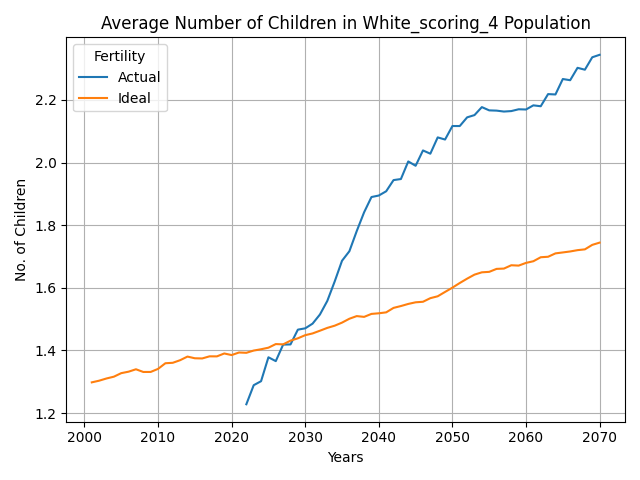 Average Number of Children in White_scoring_4 Population
Fertility
Actual
Ideal
No. of Children
2.2
2.0
1.8
1.6
1.4
1.2
2000 2010 2020 2030 2040 2050 2060 2070
Years